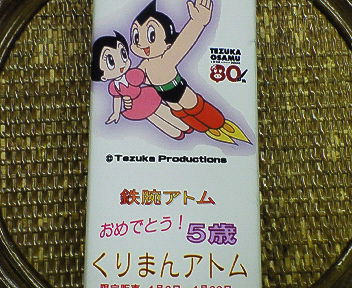 TEZUKA
OSAMU
80th
©Tezuka Productions
鉄腕アトム
おめでとう! 5歳
くりまんアトム